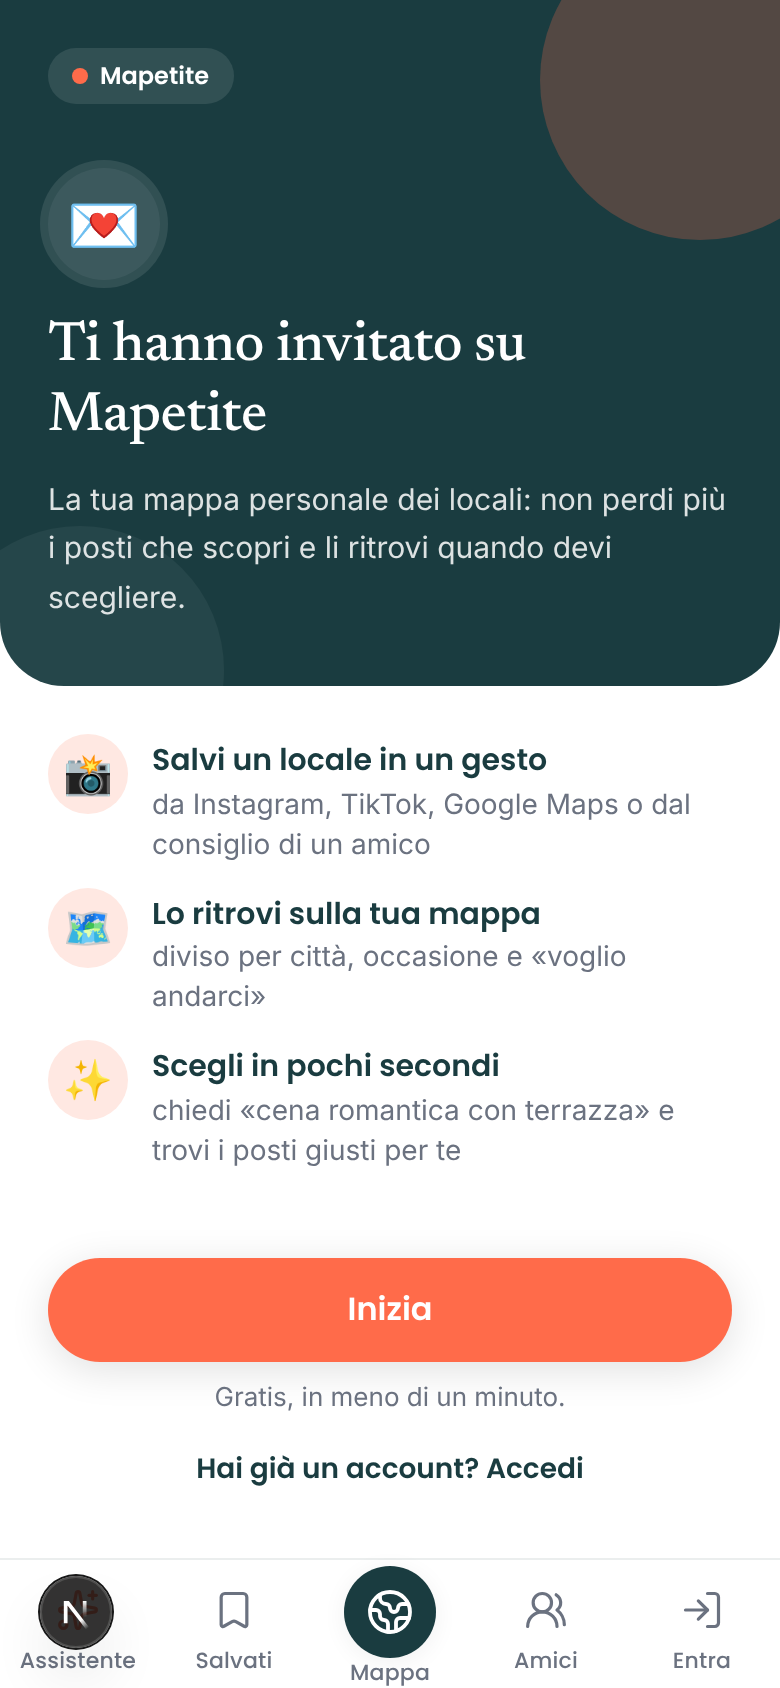 Mapetite
Ti hanno invitato su
Mapetite
La tua mappa personale dei locali: non perdi più
i posti che scopri e li ritrovi quando devi
scegliere.
Salvi un locale in un gesto
da Instagram, TikTok, Google Maps o dal
consiglio di un amico
Lo ritrovi sulla tua mappa
diviso per città, occasione e «voglio
andarci»
Scegli in pochi secondi
chiedi «cena romantica con terrazza» e
trovi i posti giusti per te
Inizia
Gratis, in meno di un minuto.
Hai già un account? Accedi
N
Assistente
Salvati
Mappa
Amici
Entra